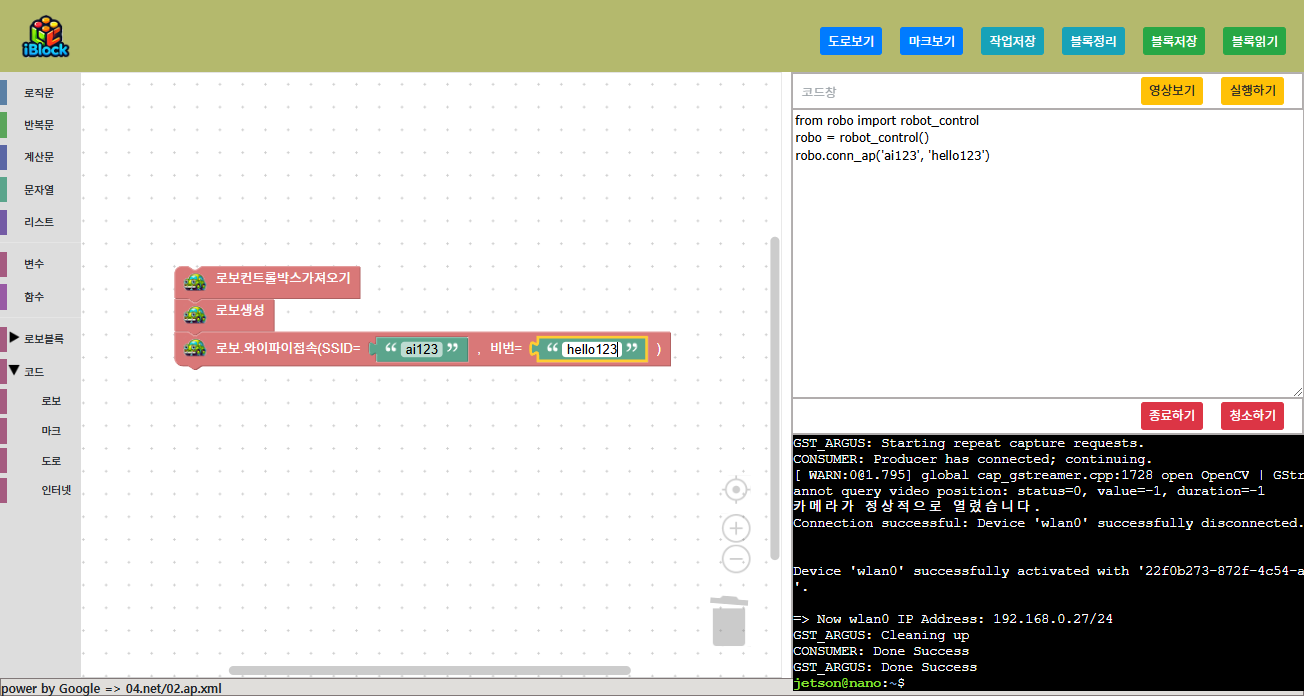 iBlock
도로보기
마크보기
작업저장
블록정리
블록저장
블록읽기
로직문
반복문
계산문
문자열
리스트
변수
함수
로보블록
코드
로보
마크
도로
인터넷
로보컨트롤박스가져오기
로보생성
로보.와이파이접속(SSID= “ ai123 ” , 비번= “ hello123 ” )
코드창
영상보기
실행하기
from robo import robot_control
robo = robot_control()
robo.conn_ap('ai123', 'hello123')
종료하기
청소하기
GST_ARGUS: Starting repeat capture requests.
CONSUMER: Producer has connected; continuing.
[ WARN:0@1.795] global cap_gstreamer.cpp:1728 open OpenCV | GStr
annot query video position: status=0, value=-1, duration=-1
카메라가 정상적으로 열렸습니다.
Connection successful: Device 'wlan0' successfully disconnected.
Device 'wlan0' successfully activated with '22f0b273-872f-4c54-a
'.
=> Now wlan0 IP Address: 192.168.0.27/24
GST_ARGUS: Cleaning up
CONSUMER: Done Success
GST_ARGUS: Done Success
jetson@nano:~$
power by Google => 04.net/02.ap.xml